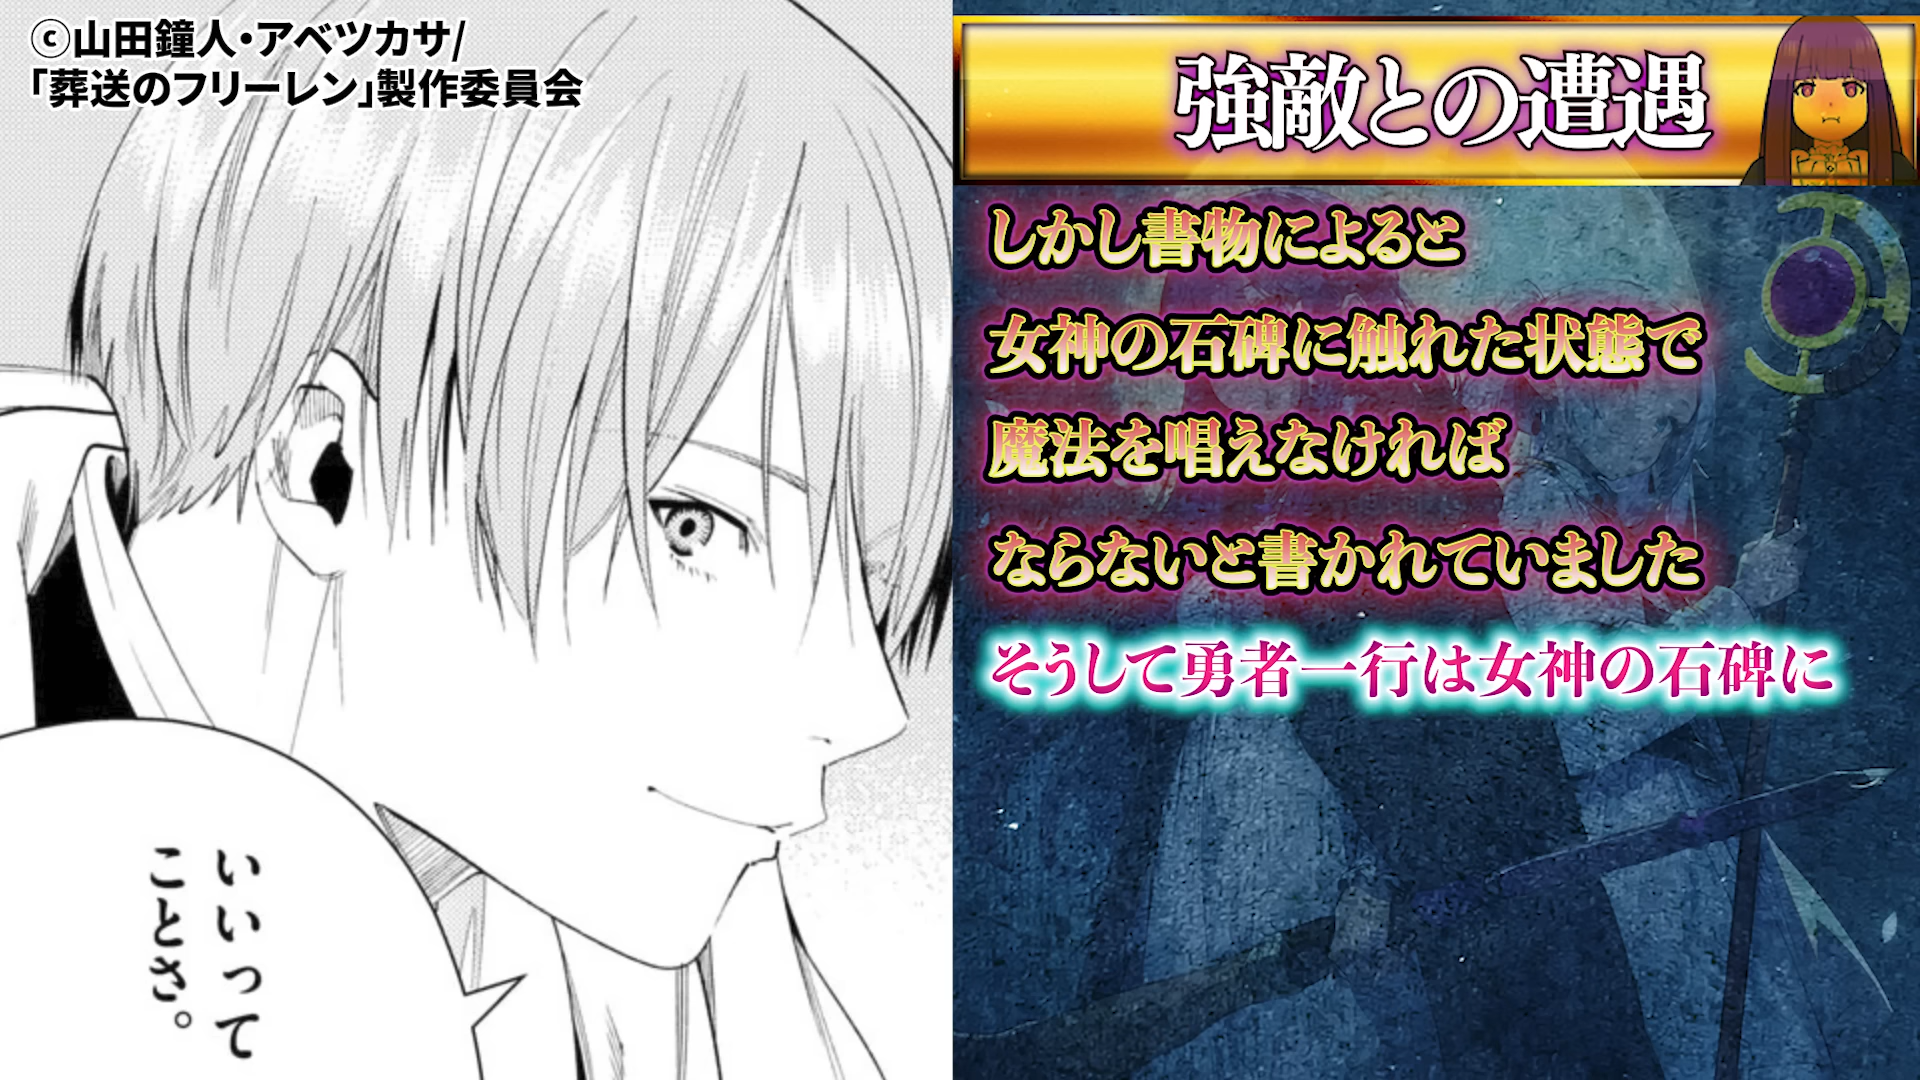 ⓒ山田鐘人・アベツカサ/
「葬送のフリーレン」製作委員会
いいって
ことさ。
強敵との遭遇
しかし書物によると
女神の石碑に触れた状態で
魔法を唱えなければ
ならないと書かれていました
そうして勇者一行は女神の石碑に